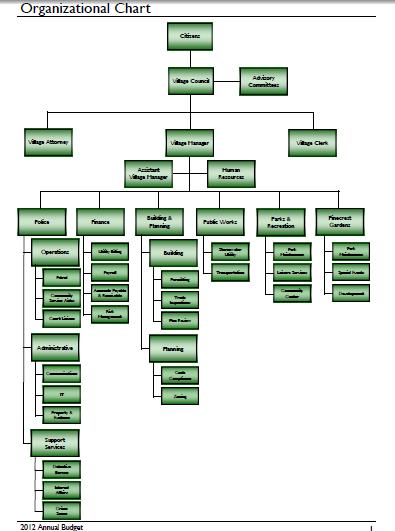 Organizational Chart
Citizens
Village Council
Advisory
Committees
Village Attorney
Village Manager
Village Clerk
Assistant
Village Manager
Human
Resources
Police
Finance
Building &
Planning
Public Works
Parks &
Recreation
Pinecrest
Gardens
Operations
Patrol
Community
Service Aides
Court Liaison
Administrative
Communications
IT
Property &
Evidence
Support
Services
Detective
Bureau
Internal
Affairs
Crime
Scene
Utility Billing
Payroll
Accounts Payable
& Receivable
Risk
Management
Building
Permitting
Trade
Inspections
Plan Review
Planning
Code
Compliance
Zoning
Stormwater
Utility
Transportation
Park
Maintenance
Leisure Services
Community
Center
Park
Maintenance
Special Events
Development
2012 Annual Budget
1